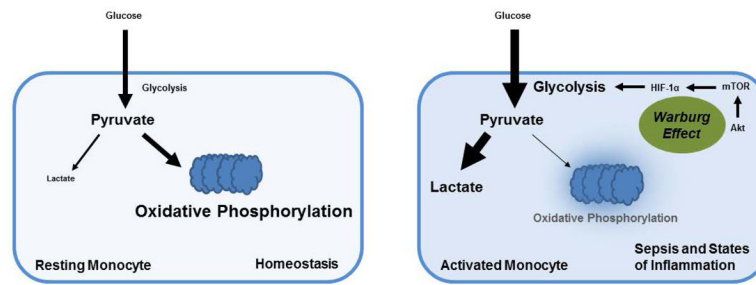 Glucose
Glycolysis
Pyruvate
Lactate
Oxidative Phosphorylation
Resting Monocyte
Homeostasis
Glucose
Glycolysis
HIF-1α
mTOR
Akt
Warburg
Effect
Pyruvate
Lactate
Oxidative Phosphorylation
Activated Monocyte
Sepsis and States
of Inflammation